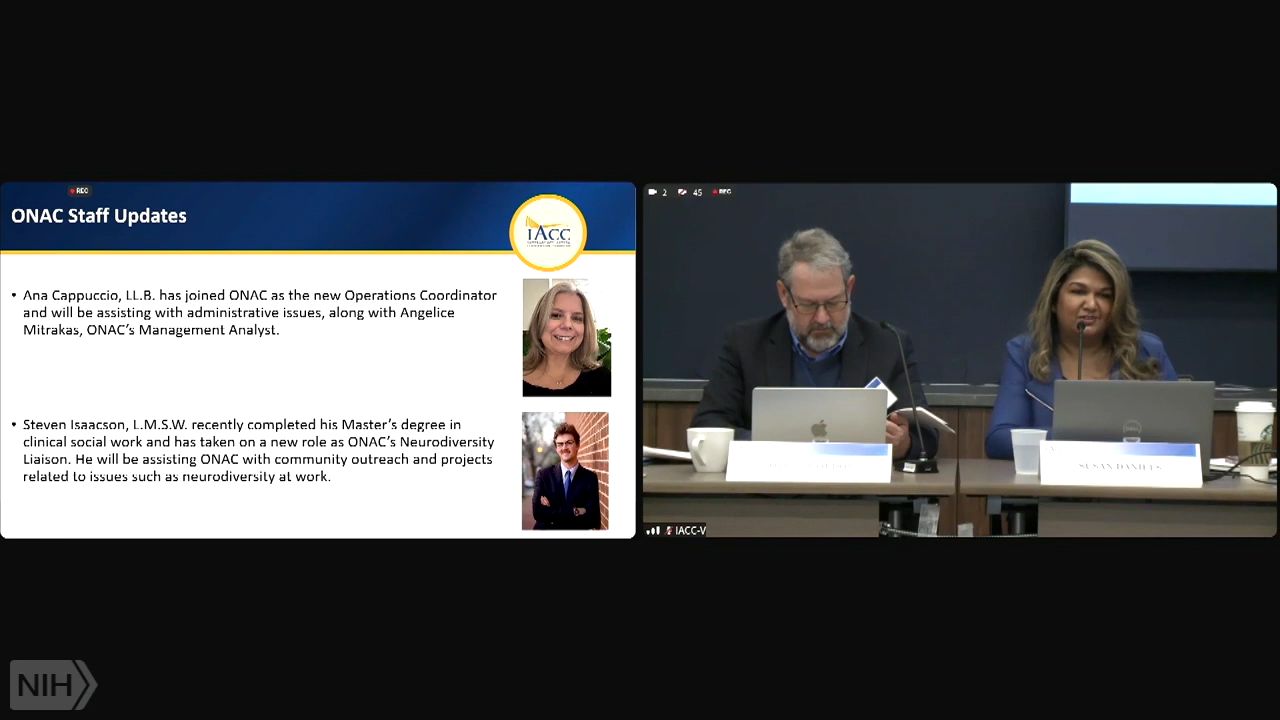 REC
ONAC Staff Updates
IACC
• Ana Cappuccio, LL.B. has joined ONAC as the new Operations Coordinator
and will be assisting with administrative issues, along with Angelice
Mitrakas, ONAC’s Management Analyst.
• Steven Isaacson, L.M.S.W. recently completed his Master’s degree in
clinical social work and has taken on a new role as ONAC’s Neurodiversity
Liaison. He will be assisting ONAC with community outreach and projects
related to issues such as neurodiversity at work.
2 45 REC
SUSAN DANIELS
IACC-V
NIH